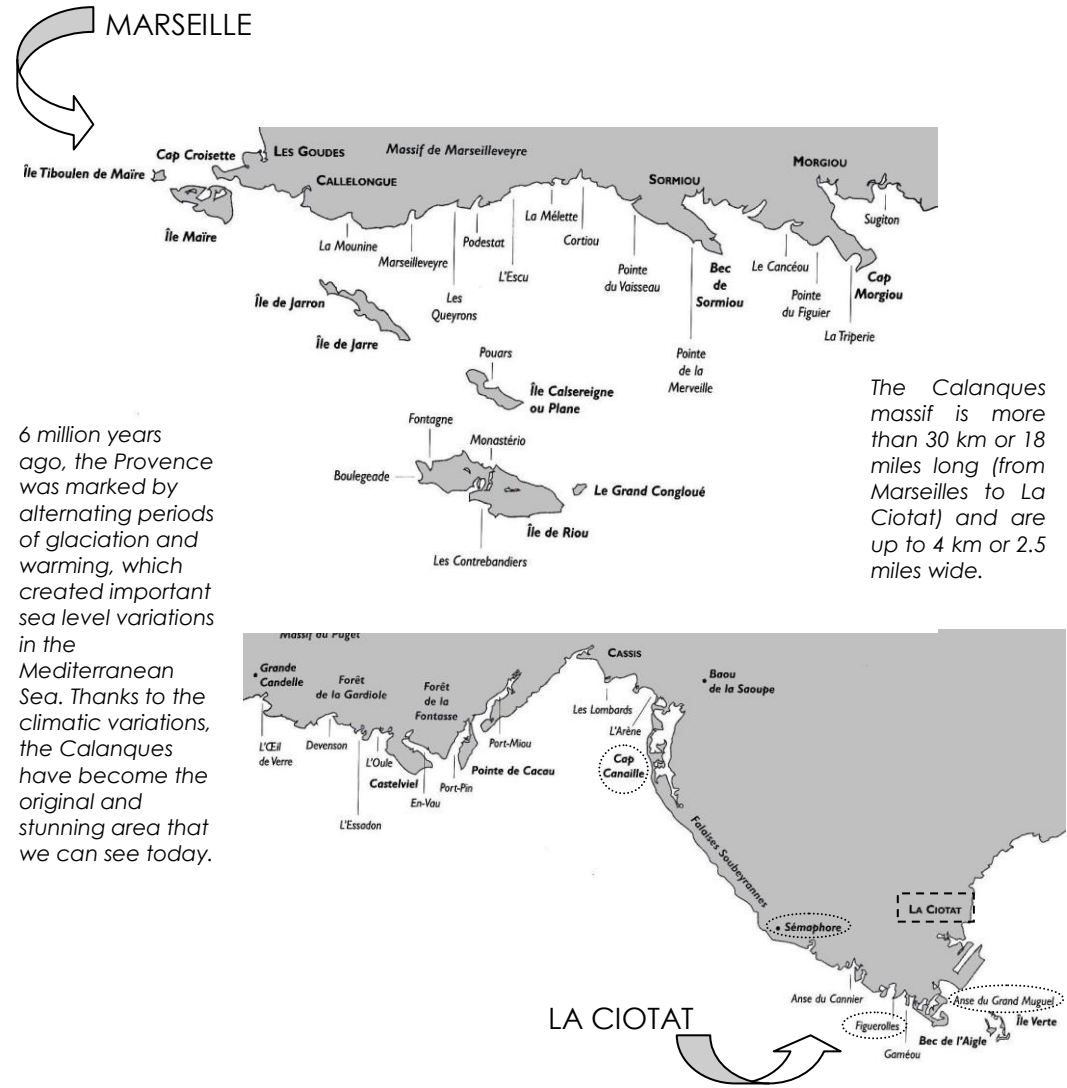 MARSEILLE
Cap Croisette
LES GOUDES
Massif de Marseilleveyre
MORGIOU
Île Tiboulen de Maïre
CALLELONGUE
SORMIOU
Île Maïre
La Mounine
Marseilleveyre
Les
Queyrons
Podestat
L'Escu
La Mélette
Cortiou
Pointe
du Vaisseau
Bec
de
Sormiou
Le Cancéou
Sugiton
Pointe
du Figuier
Cap
Morgiou
La Triperie
Pointe
de la
Merveille
Île de Jarron
Île de Jarre
Pouars
Île Calsereigne
ou Plane
Fontagne
Monastério
Boulegeade
Le Grand Congloué
Île de Riou
Les Contrebandiers
The Calanques
massif is more
than 30 km or 18
miles long (from
Marseilles to La
Ciotat) and are
up to 4 km or 2.5
miles wide.
6 million years
ago, the Provence
was marked by
alternating periods
of glaciation and
warming, which
created important
sea level variations
in the
Mediterranean
Sea. Thanks to the
climatic variations,
the Calanques
have become the
original and
stunning area that
we can see today.
Massif du Puget
Grande
Candelle
Forêt
de la Gardiole
Forêt
de la
Fontasse
CASSIS
Baou
de la Saoupe
L'Œil
de Verre
Devenson
L'Essadon
L'Oule
Castelviel
En-Vau
Port-Pin
Port-Miou
Pointe de Cacau
Les Lombards
L'Arène
Cap
Canaille
Falaises Soubeyrannes
Sémaphore
LA CIOTAT
Anse du Cannier
Figuerolles
Gaméou
Bec de l'Aigle
Anse du Grand Muguel
Île Verte
LA CIOTAT